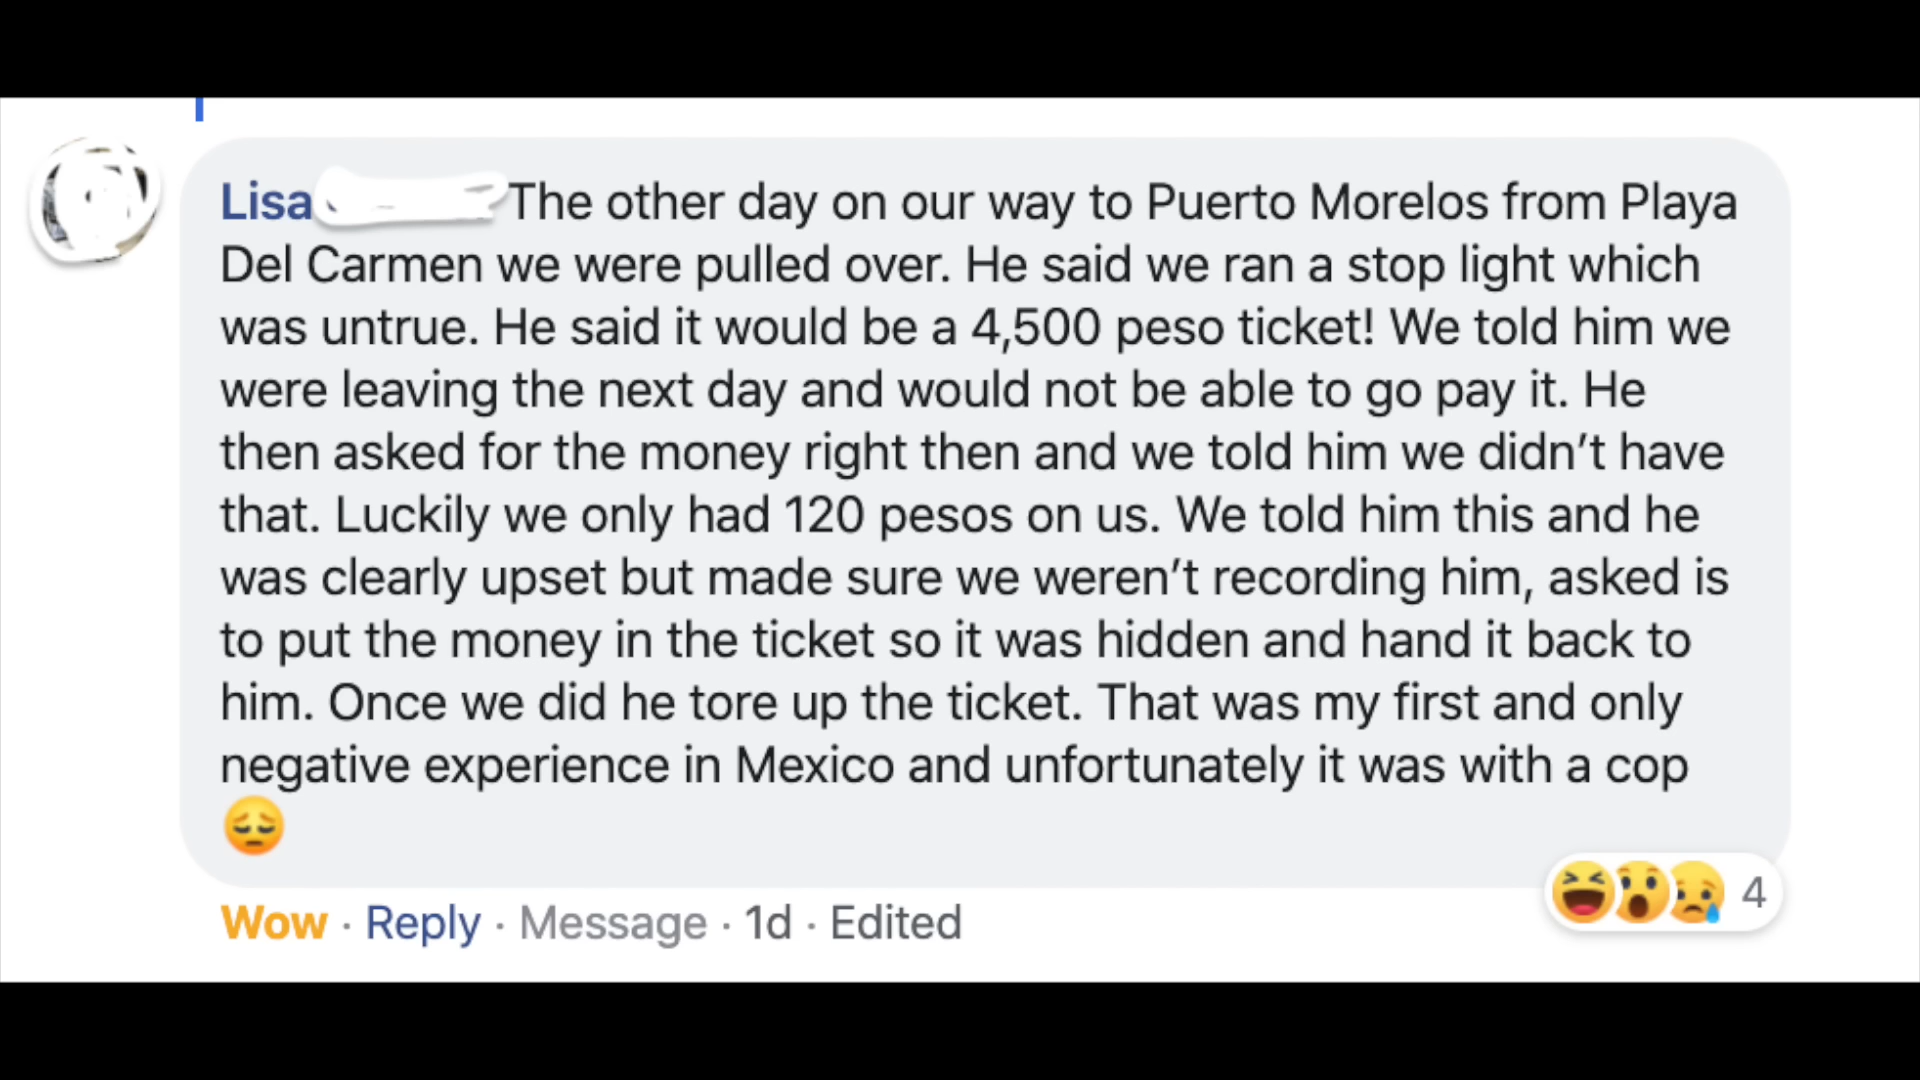 Lisa The other day on our way to Puerto Morelos from Playa
Del Carmen we were pulled over. He said we ran a stop light which
was untrue. He said it would be a 4,500 peso ticket! We told him we
were leaving the next day and would not be able to go pay it. He
then asked for the money right then and we told him we didn’t have
that. Luckily we only had 120 pesos on us. We told him this and he
was clearly upset but made sure we weren’t recording him, asked is
to put the money in the ticket so it was hidden and hand it back to
him. Once we did he tore up the ticket. That was my first and only
negative experience in Mexico and unfortunately it was with a cop
😔
4
Wow · Reply · Message · 1d · Edited